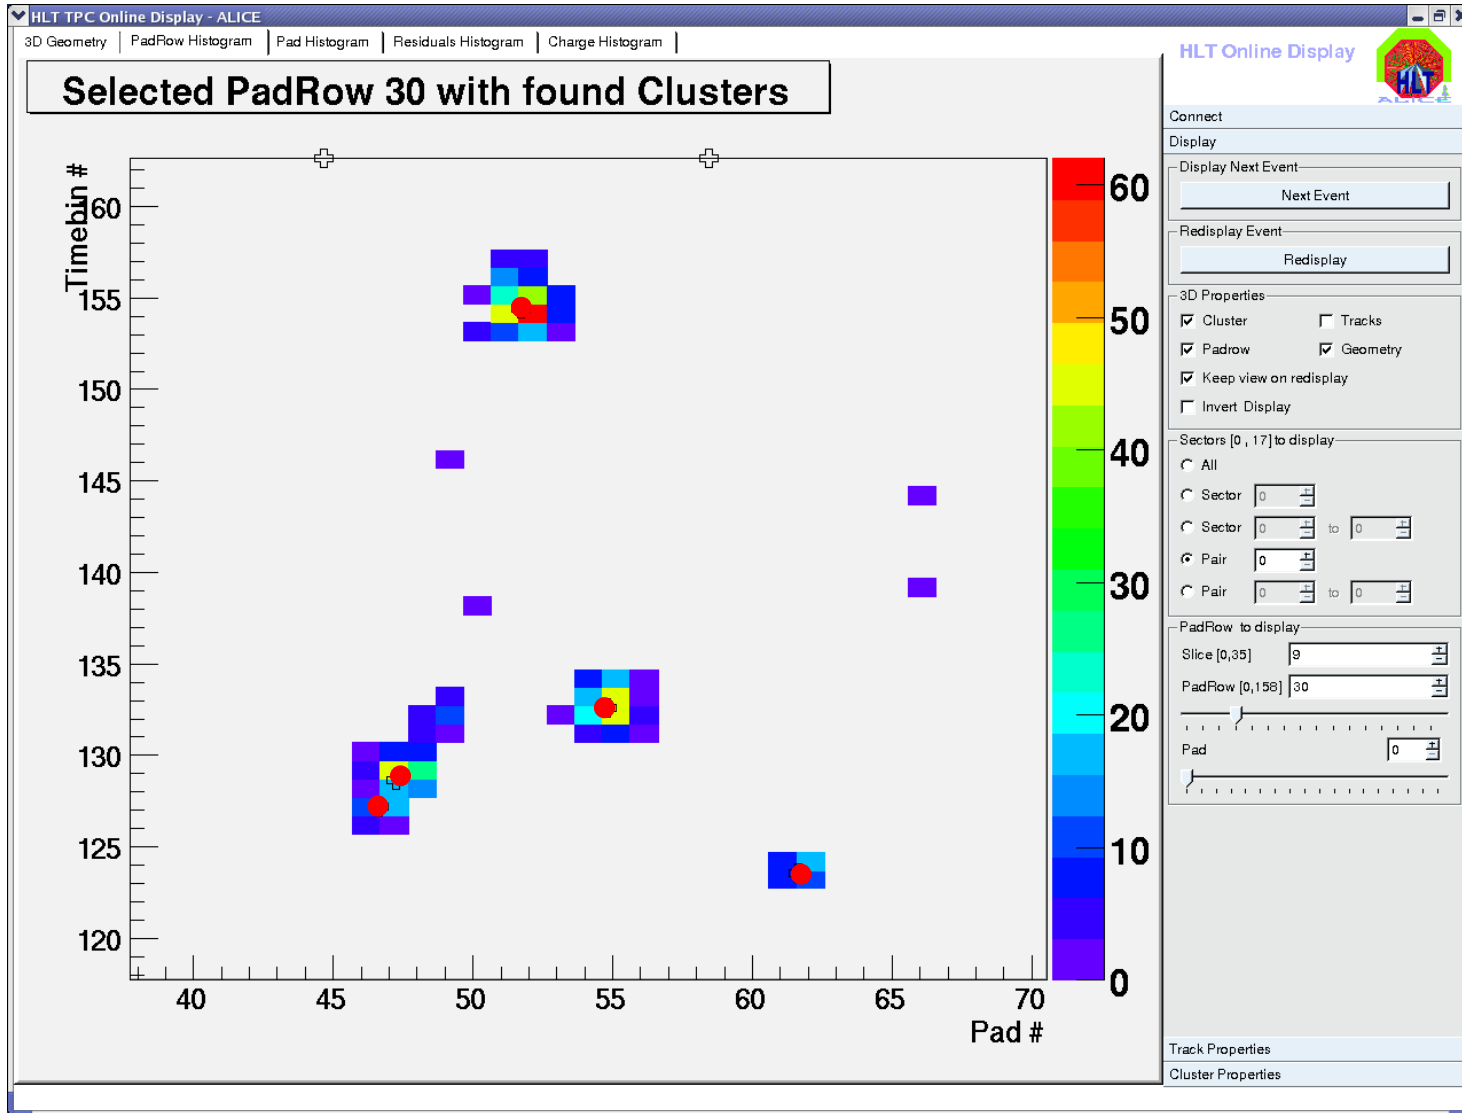 HLT TPC Online Display - ALICE
3D Geometry PadRow Histogram Pad Histogram Residuals Histogram Charge Histogram
HLT Online Display
HLT
ALICE
Selected PadRow 30 with found Clusters
Timebin #
160
155
150
145
140
135
130
125
120
40 45 50 55 60 65 70
Pad #
60
50
40
30
20
10
0
Connect
Display
Display Next Event
Next Event
Redisplay Event
Redisplay
3D Properties
Cluster Tracks
Padrow Geometry
Keep view on redisplay
Invert Display
Sectors [0 , 17] to display
All
Sector 0
Sector 0 to 0
Pair 0
Pair 0 to 0
PadRow to display
Slice [0,35] 9
PadRow [0,158] 30
Pad 0
Track Properties
Cluster Properties